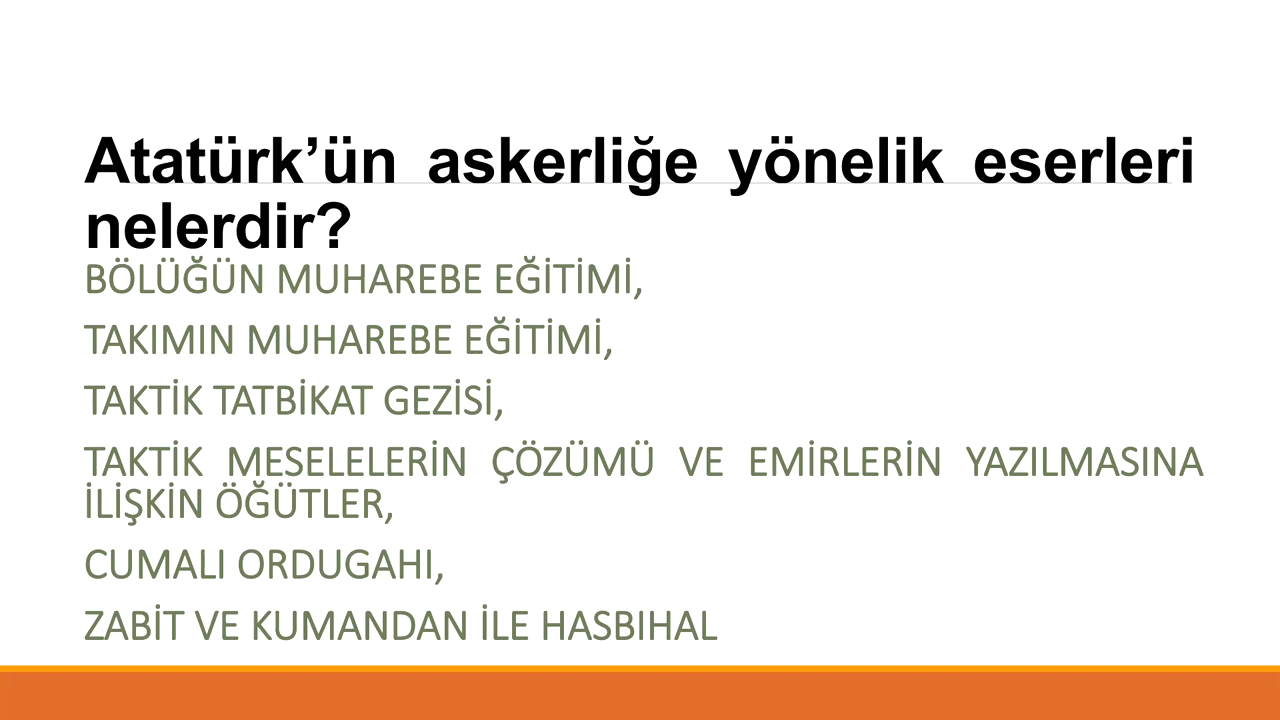 Atatürk’ün askerliğe yönelik eserleri
nelerdir?
BÖLÜĞÜN MUHAREBE EĞİTİMİ,
TAKIMIN MUHAREBE EĞİTİMİ,
TAKTİK TATBİKAT GEZİSİ,
TAKTİK MESELELERİN ÇÖZÜMÜ VE EMİRLERİN YAZILMASINA
İLİŞKİN ÖĞÜTLER,
CUMALI ORDUGAHI,
ZABİT VE KUMANDAN İLE HASBIHAL